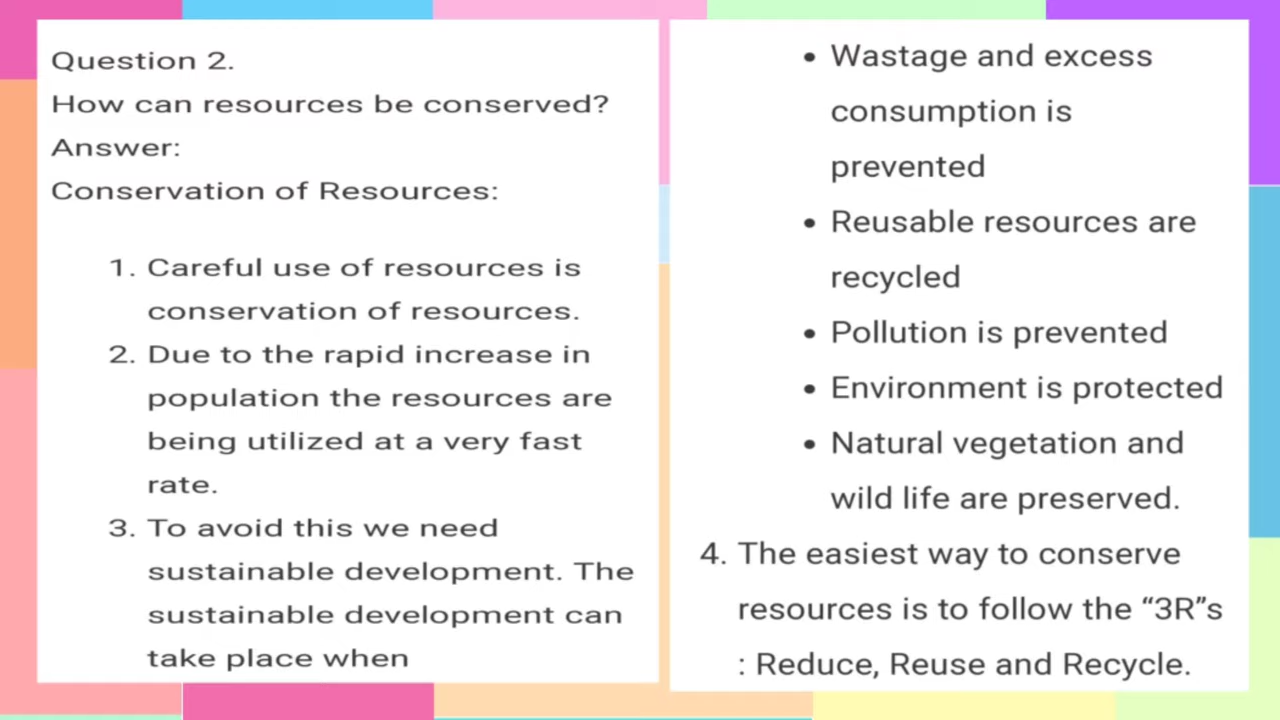 Question 2.
How can resources be conserved?
Answer:
Conservation of Resources:
1. Careful use of resources is
conservation of resources.
2. Due to the rapid increase in
population the resources are
being utilized at a very fast
rate.
3. To avoid this we need
sustainable development. The
sustainable development can
take place when
• Wastage and excess
consumption is
prevented
• Reusable resources are
recycled
• Pollution is prevented
• Environment is protected
• Natural vegetation and
wild life are preserved.
4. The easiest way to conserve
resources is to follow the “3R”s
: Reduce, Reuse and Recycle.